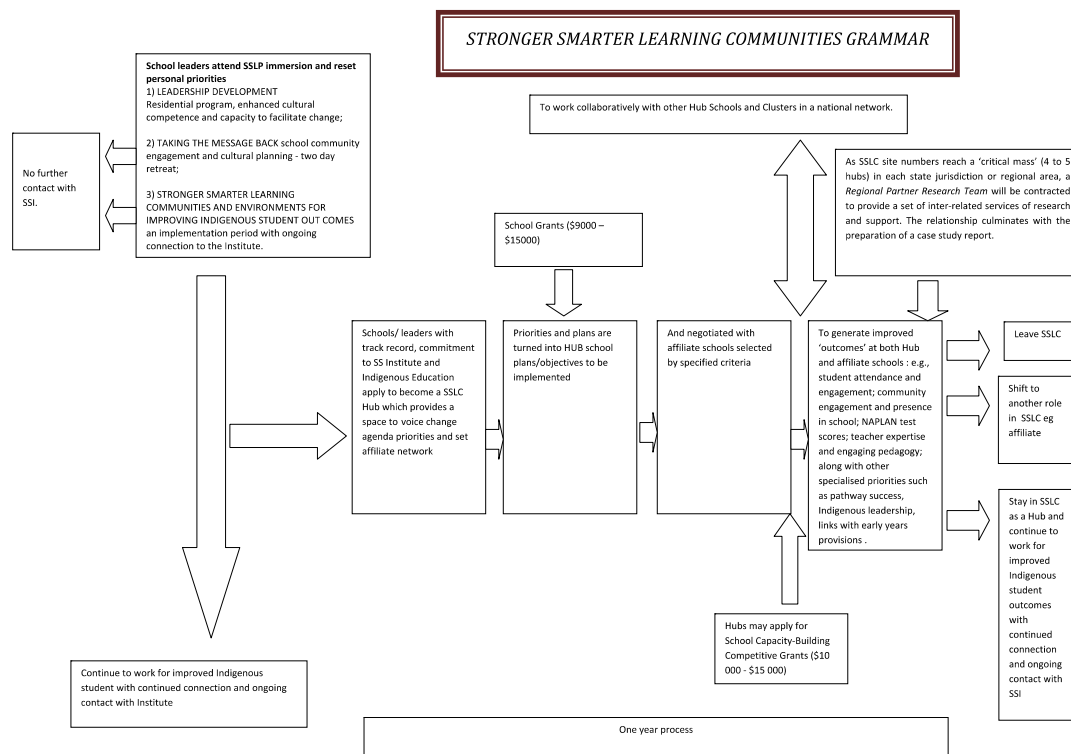 STRONGER SMARTER LEARNING COMMUNITIES GRAMMAR
School leaders attend SSLP immersion and reset
personal priorities
1) LEADERSHIP DEVELOPMENT
Residential program, enhanced cultural
competence and capacity to facilitate change;
2) TAKING THE MESSAGE BACK school community
engagement and cultural planning - two day
retreat;
3) STRONGER SMARTER LEARNING
COMMUNITIES AND ENVIRONMENTS FOR
IMPROVING INDIGENOUS STUDENT OUT COMES
an implementation period with ongoing
connection to the Institute.
No further
contact with
SSI.
To work collaboratively with other Hub Schools and Clusters in a national network.
As SSLC site numbers reach a ‘critical mass’ (4 to 5
hubs) in each state jurisdiction or regional area, a
Regional Partner Research Team will be contracted
to provide a set of inter-related services of research
and support. The relationship culminates with the
preparation of a case study report.
School Grants ($9000 –
$15000)
Schools/ leaders with
track record, commitment
to SS Institute and
Indigenous Education
apply to become a SSLC
Hub which provides a
space to voice change
agenda priorities and set
affiliate network
Priorities and plans are
turned into HUB school
plans/objectives to be
implemented
And negotiated with
affiliate schools selected
by specified criteria
To generate improved
‘outcomes’ at both Hub
and affiliate schools : e.g.,
student attendance and
engagement; community
engagement and presence
in school; NAPLAN test
scores; teacher expertise
and engaging pedagogy;
along with other
specialised priorities such
as pathway success,
Indigenous leadership,
links with early years
provisions .
Leave SSLC
Shift to
another role
in SSLC eg
affiliate
Stay in SSLC
as a Hub and
continue to
work for
improved
Indigenous
student
outcomes
with
continued
connection
and ongoing
contact with
SSI
Hubs may apply for
School Capacity-Building
Competitive Grants ($10
000 - $15 000)
Continue to work for improved Indigenous
student with continued connection and ongoing
contact with Institute
One year process